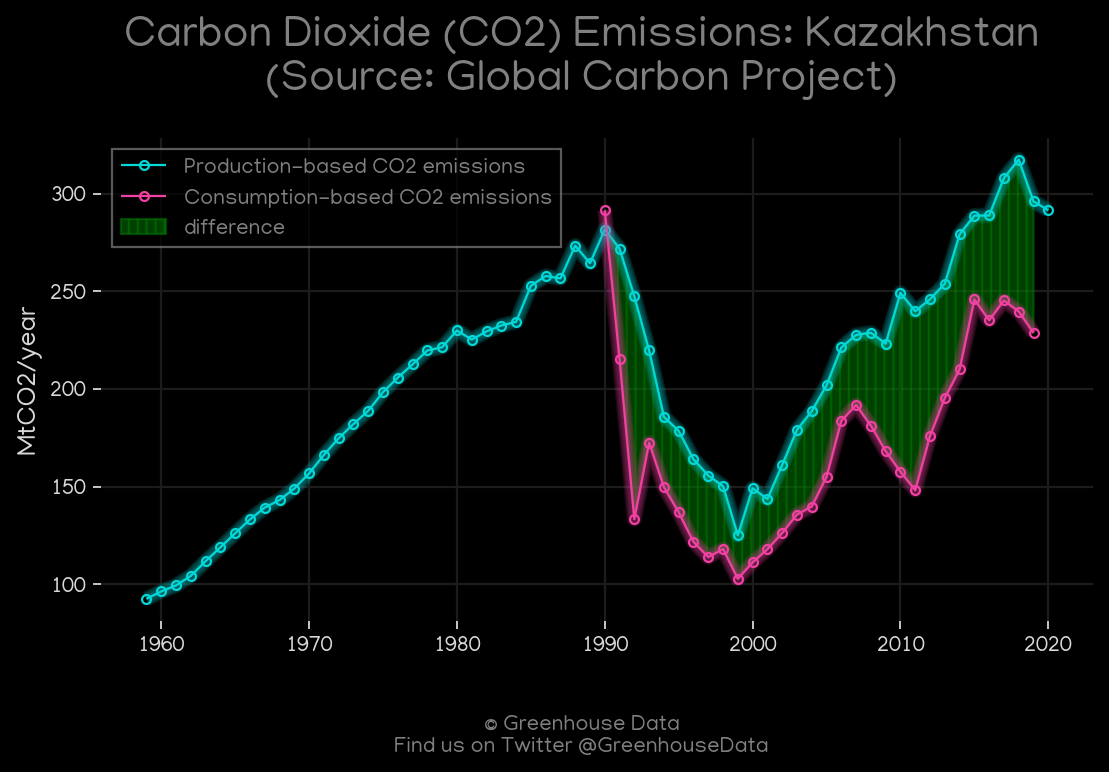 Carbon Dioxide (CO2) Emissions: Kazakhstan
(Source: Global Carbon Project)
Production-based CO2 emissions
Consumption-based CO2 emissions
difference
MtCO2/year
300
250
200
150
100
1960
1970
1980
1990
2000
2010
2020
© Greenhouse Data
Find us on Twitter @GreenhouseData